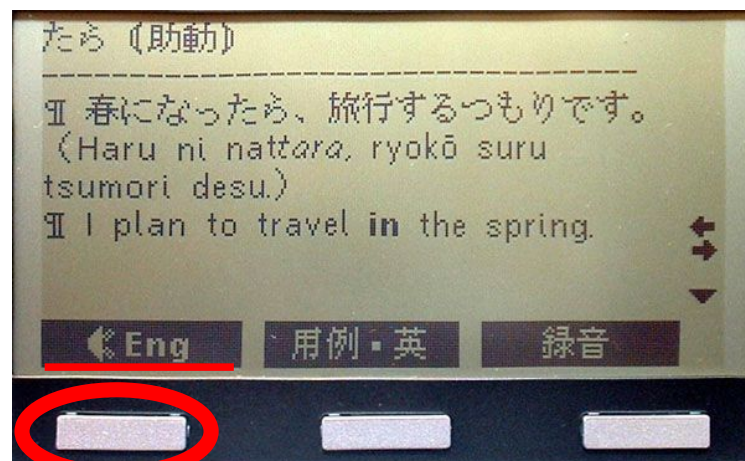 たら (助動)
¶ 春になったら、旅行するつもりです。
(Haru ni nattara, ryokō suru
tsumori desu.)
¶ I plan to travel in the spring.
Eng
用例・英
録音